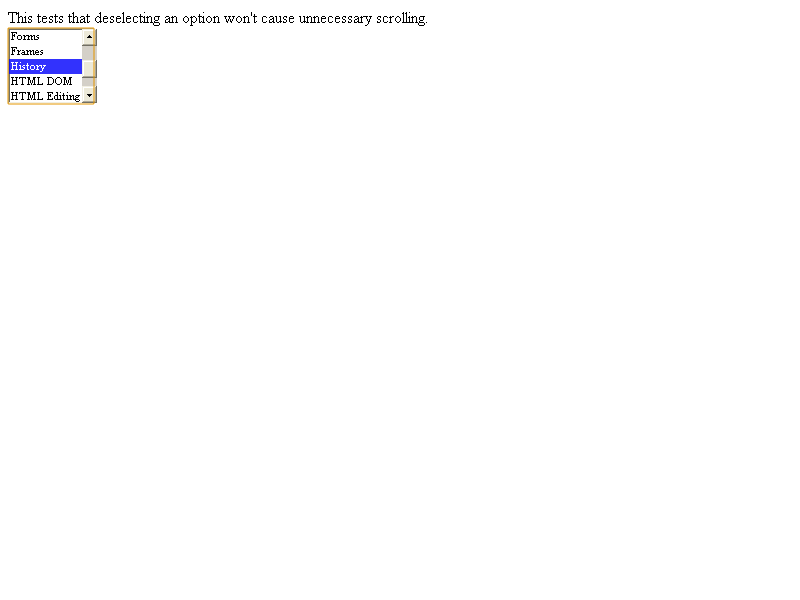 This tests that deselecting an option won't cause unnecessary scrolling.
Forms
Frames
History
HTML DOM
HTML Editing